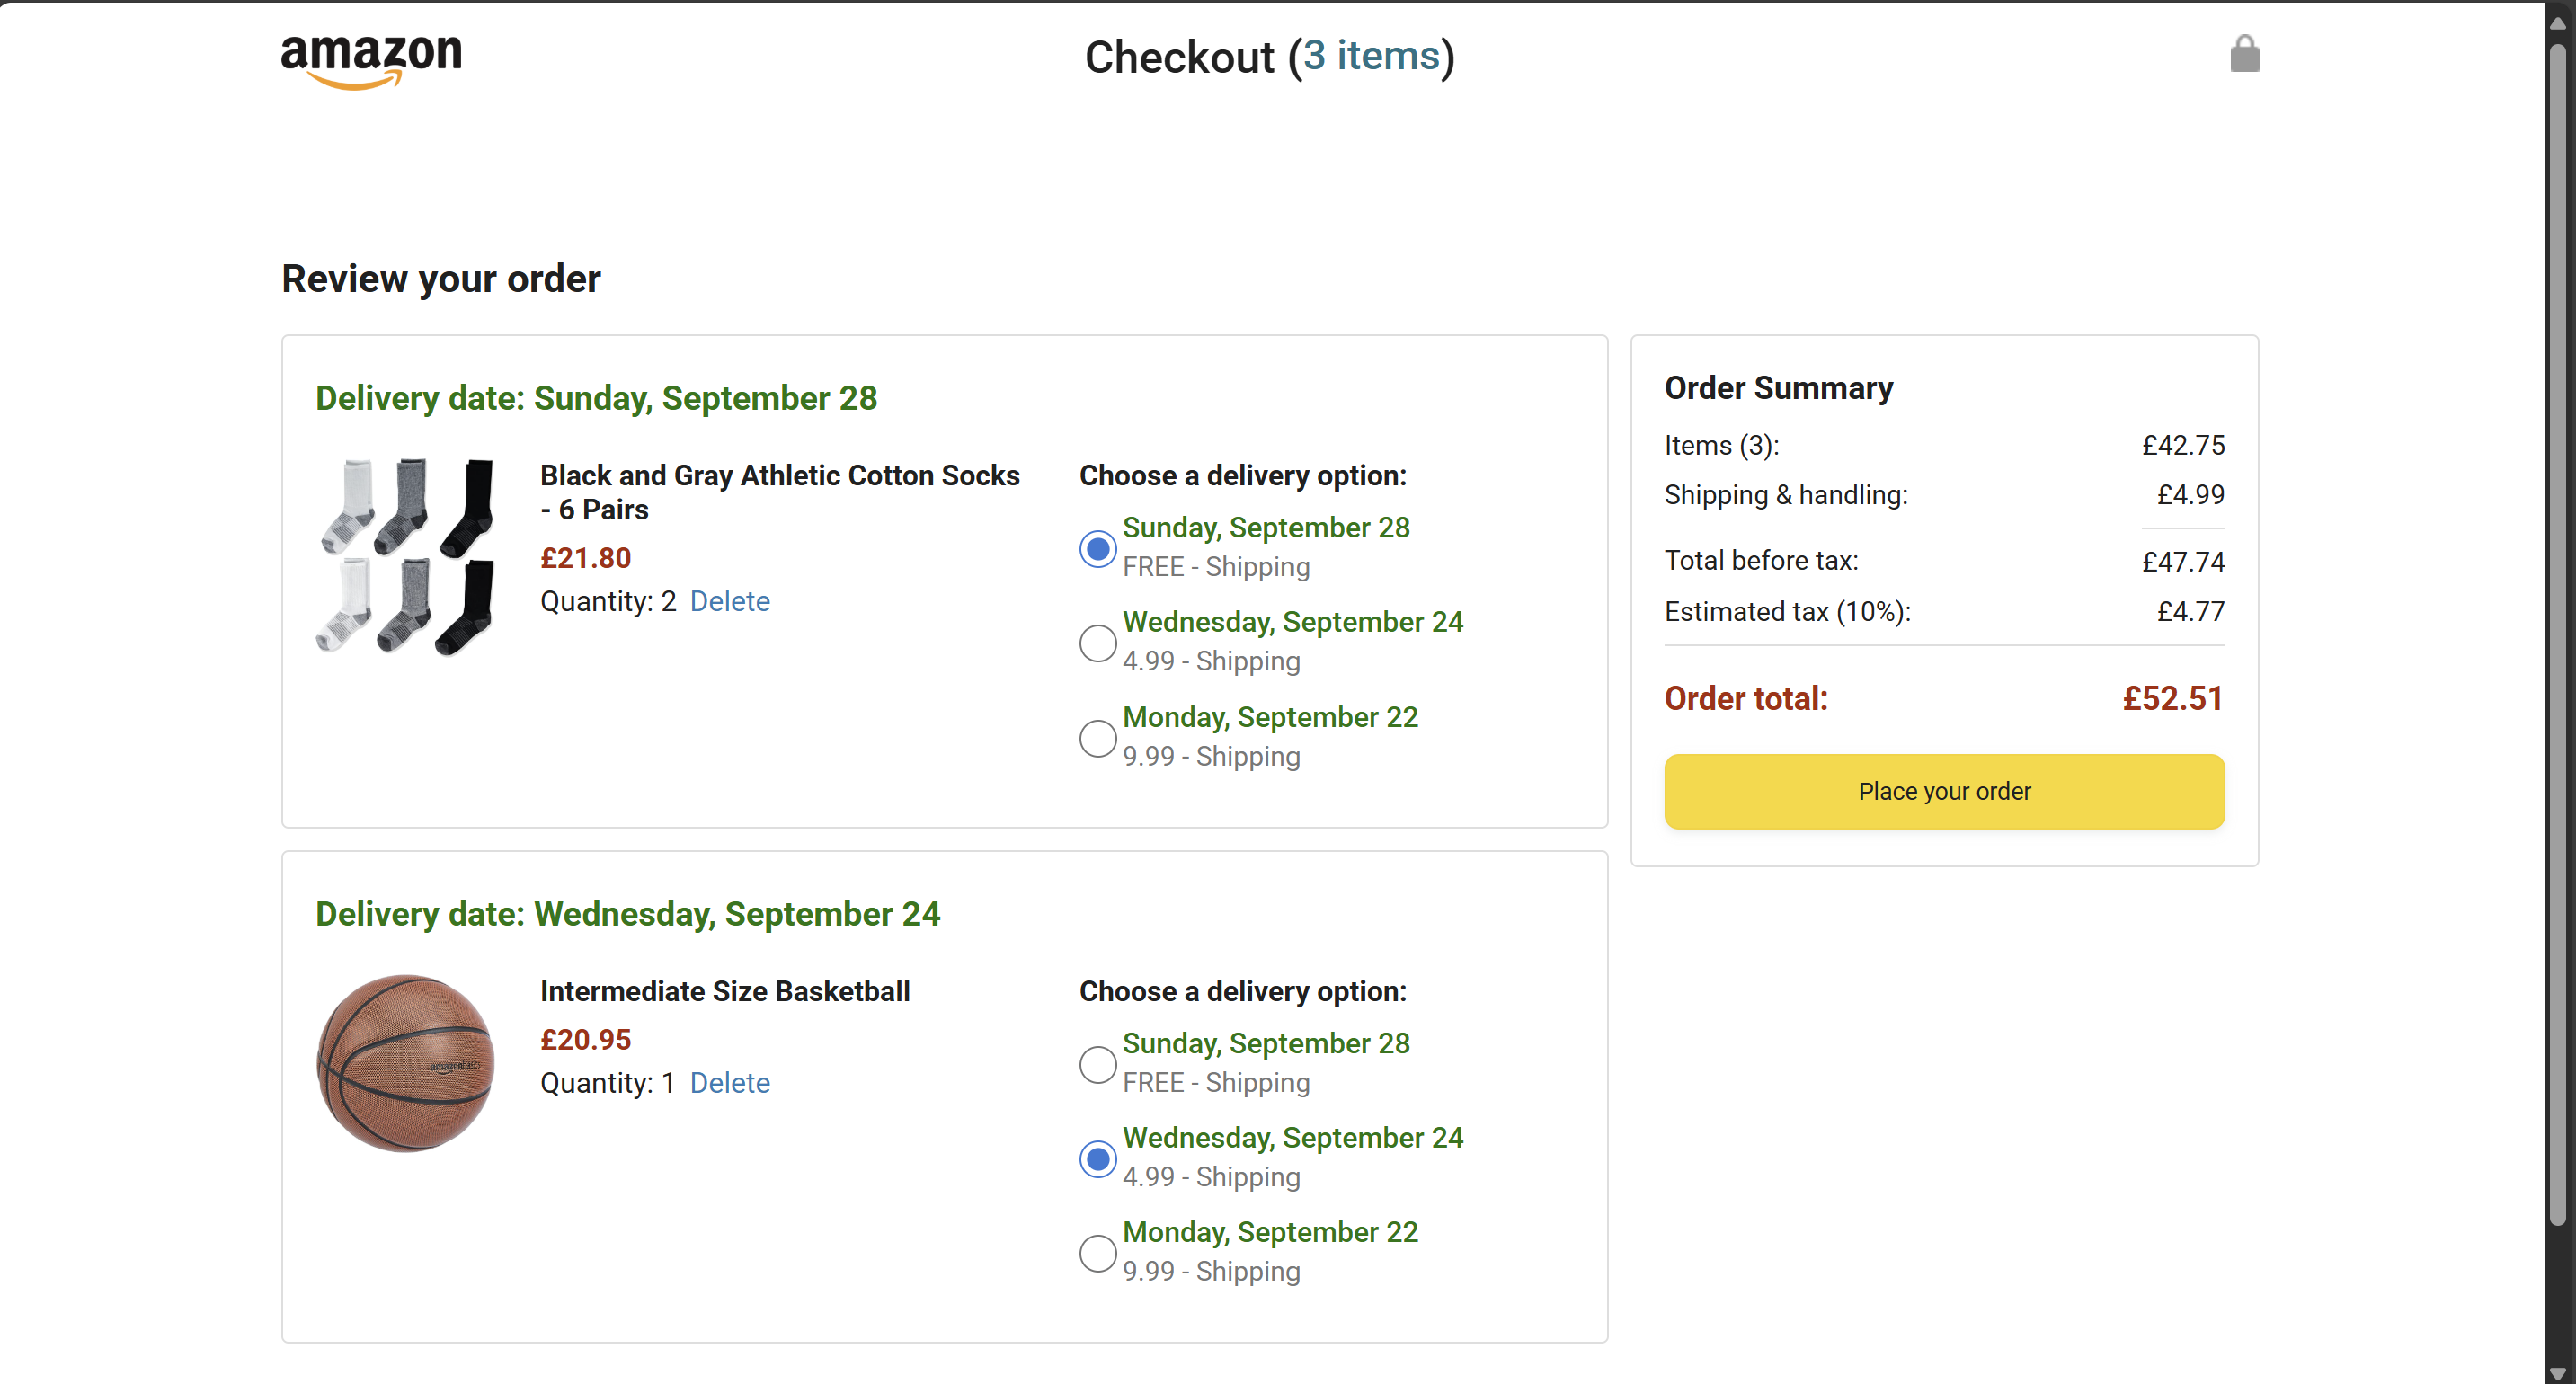 amazon
Checkout (3 items)
Review your order
Delivery date: Sunday, September 28
Black and Gray Athletic Cotton Socks
- 6 Pairs
£21.80
Quantity: 2 Delete
Choose a delivery option:
Sunday, September 28
FREE - Shipping
Wednesday, September 24
4.99 - Shipping
Monday, September 22
9.99 - Shipping
Order Summary
Items (3): £42.75
Shipping & handling: £4.99
Total before tax: £47.74
Estimated tax (10%): £4.77
Order total: £52.51
Place your order
Delivery date: Wednesday, September 24
amazonbasics
Intermediate Size Basketball
£20.95
Quantity: 1 Delete
Choose a delivery option:
Sunday, September 28
FREE - Shipping
Wednesday, September 24
4.99 - Shipping
Monday, September 22
9.99 - Shipping